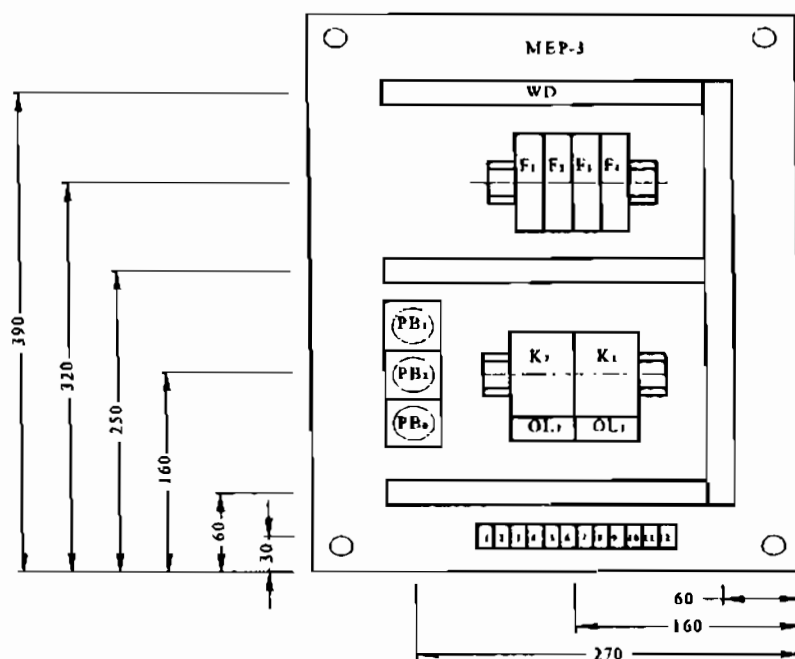 MEP-3
WD
F₁ F₂ F₃ F₄
PB₁
PB₂
PB₀
K₂ K₁
OL₂ OL₁
1 2 3 4 5 6 7 8 9 10 11 12
390
320
250
160
60
30
60
160
270